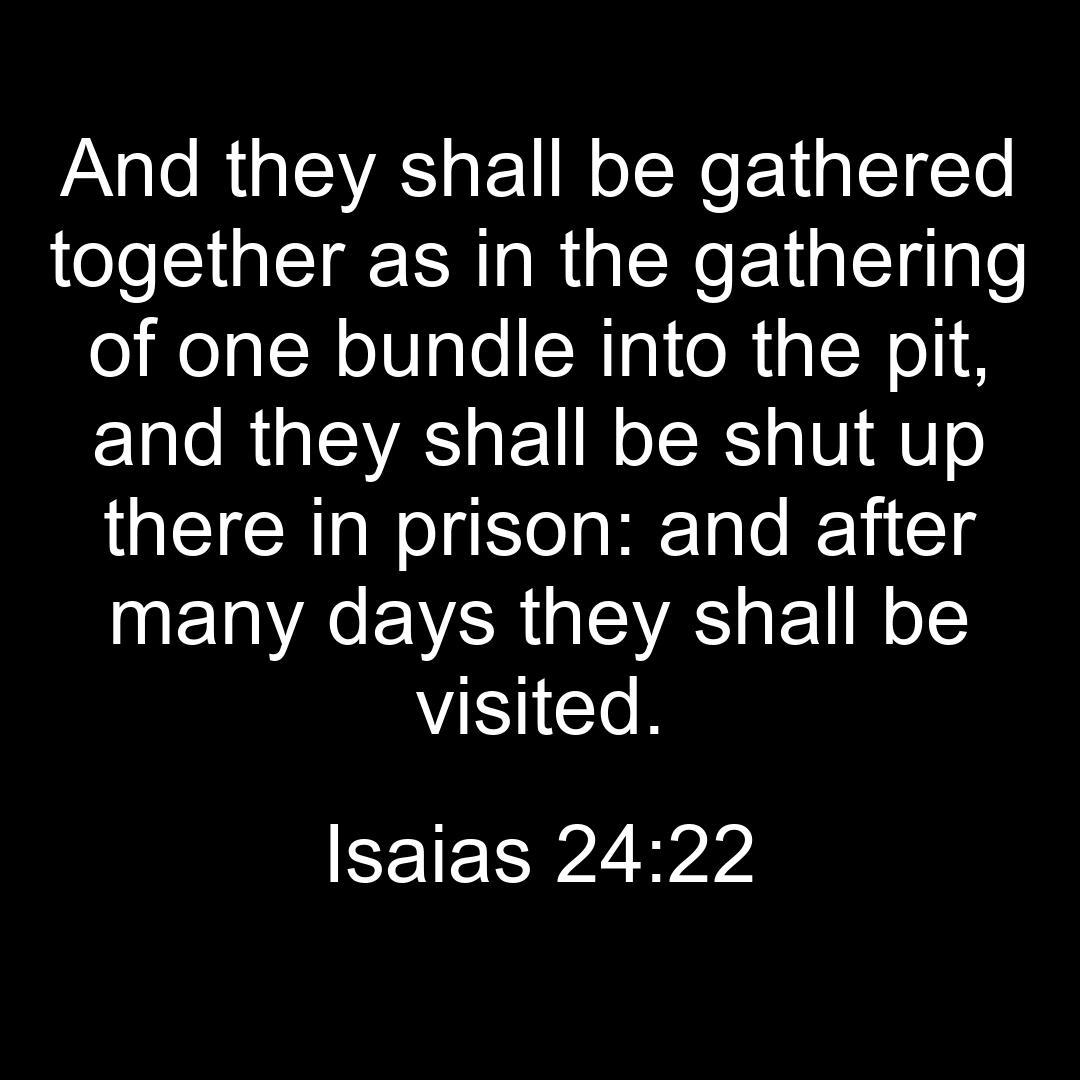 And they shall be gathered
together as in the gathering
of one bundle into the pit,
and they shall be shut up
there in prison: and after
many days they shall be
visited.
Isaias 24:22